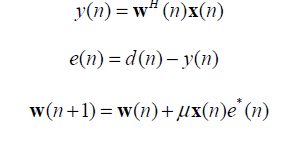 y(n) = w^H (n)x(n)
e(n) = d(n) − y(n)
w(n+1) = w(n) + μx(n)e^*(n)